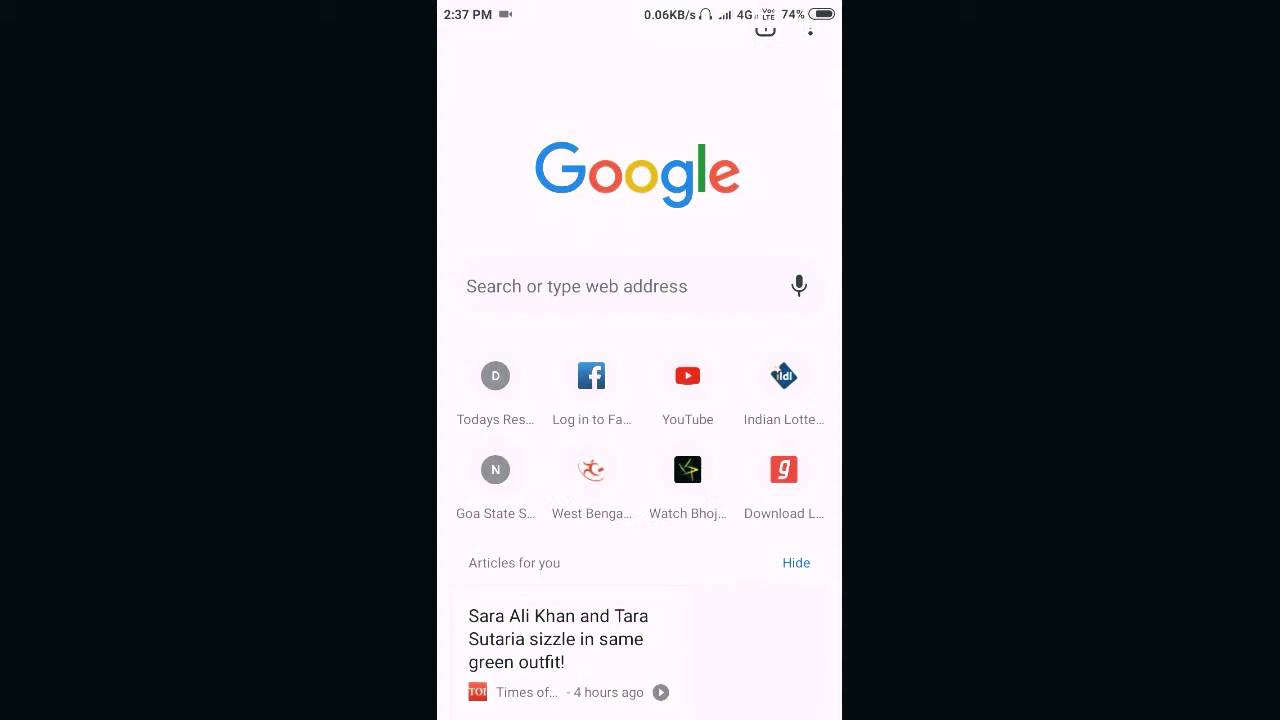 2:37 PM 0.06KB/s 4G Vo LTE 74%
Google
Search or type web address
D
Todays Res... Log in to Fa... YouTube Indian Lotte...
N
Goa State S... West Benga... Watch Bhoj... Download L...
Articles for you Hide
Sara Ali Khan and Tara
Sutaria sizzle in same
green outfit!
TOI Times of... - 4 hours ago